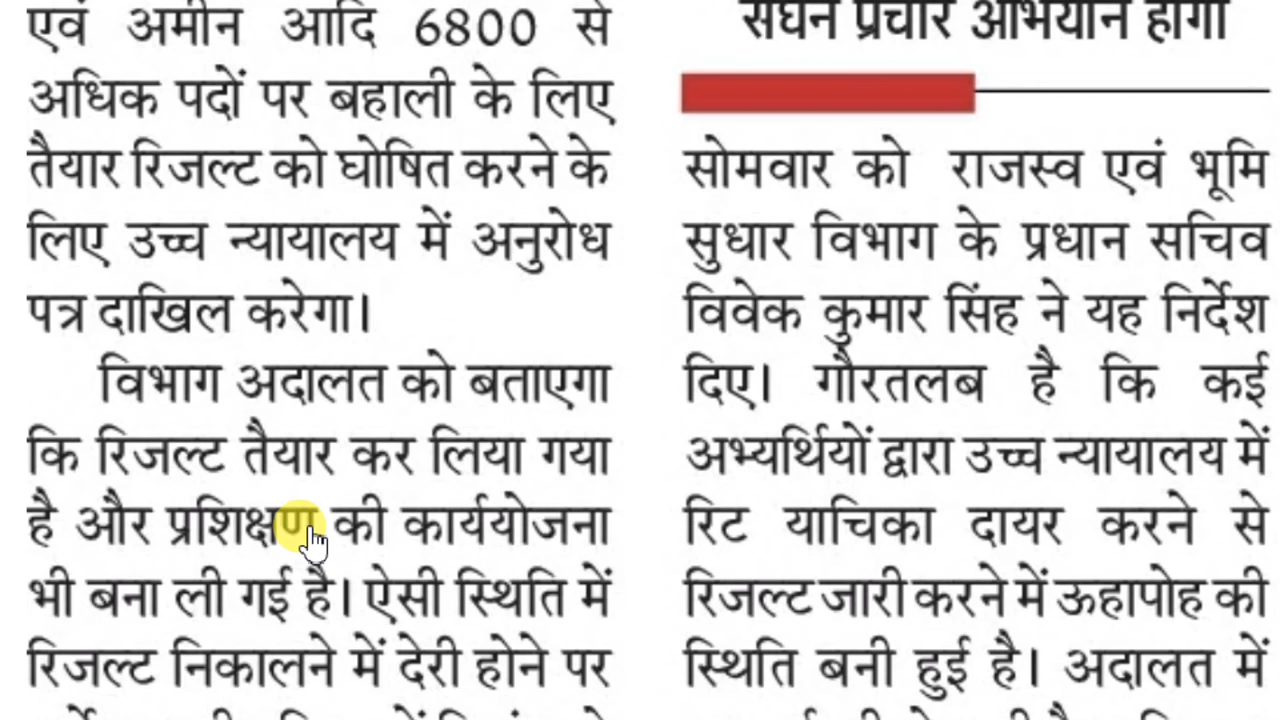 एवं अमीन आदि 6800 से
अधिक पदों पर बहाली के लिए
तैयार रिजल्ट को घोषित करने के
लिए उच्च न्यायालय में अनुरोध
पत्र दाखिल करेगा।
विभाग अदालत को बताएगा
कि रिजल्ट तैयार कर लिया गया
है और प्रशिक्षण की कार्ययोजना
भी बना ली गई है। ऐसी स्थिति में
रिजल्ट निकालने में देरी होने पर
सघन प्रचार अभियान होगा
सोमवार को राजस्व एवं भूमि
सुधार विभाग के प्रधान सचिव
विवेक कुमार सिंह ने यह निर्देश
दिए। गौरतलब है कि कई
अभ्यर्थियों द्वारा उच्च न्यायालय में
रिट याचिका दायर करने से
रिजल्ट जारी करने में ऊहापोह की
स्थिति बनी हुई है। अदालत में